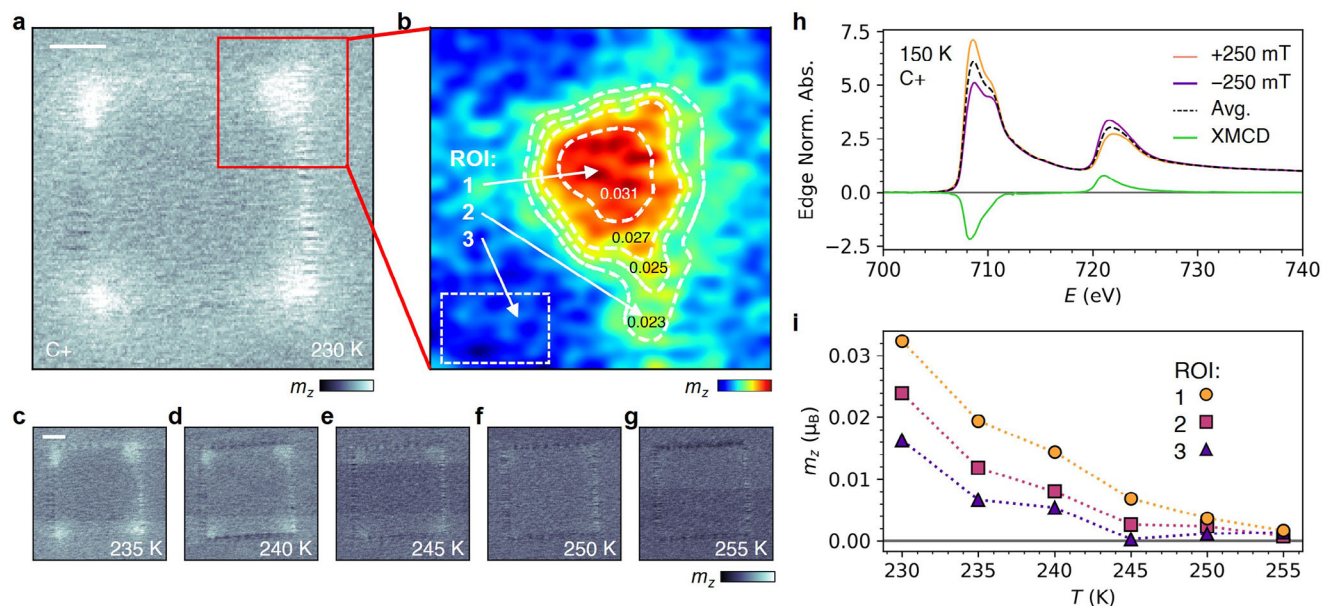 a
C+
230 K
m_z
b
ROI:
1
2
3
0.031
0.027
0.025
0.023
m_z
c
235 K
d
240 K
e
245 K
f
250 K
g
255 K
m_z
h
150 K
C+
+250 mT
−250 mT
Avg.
XMCD
Edge Norm. Abs.
7.5
5.0
2.5
0.0
−2.5
700 710 720 730 740
E (eV)
i
ROI:
1
2
3
m_z (μ_B)
0.03
0.02
0.01
0.00
230 235 240 245 250 255
T (K)